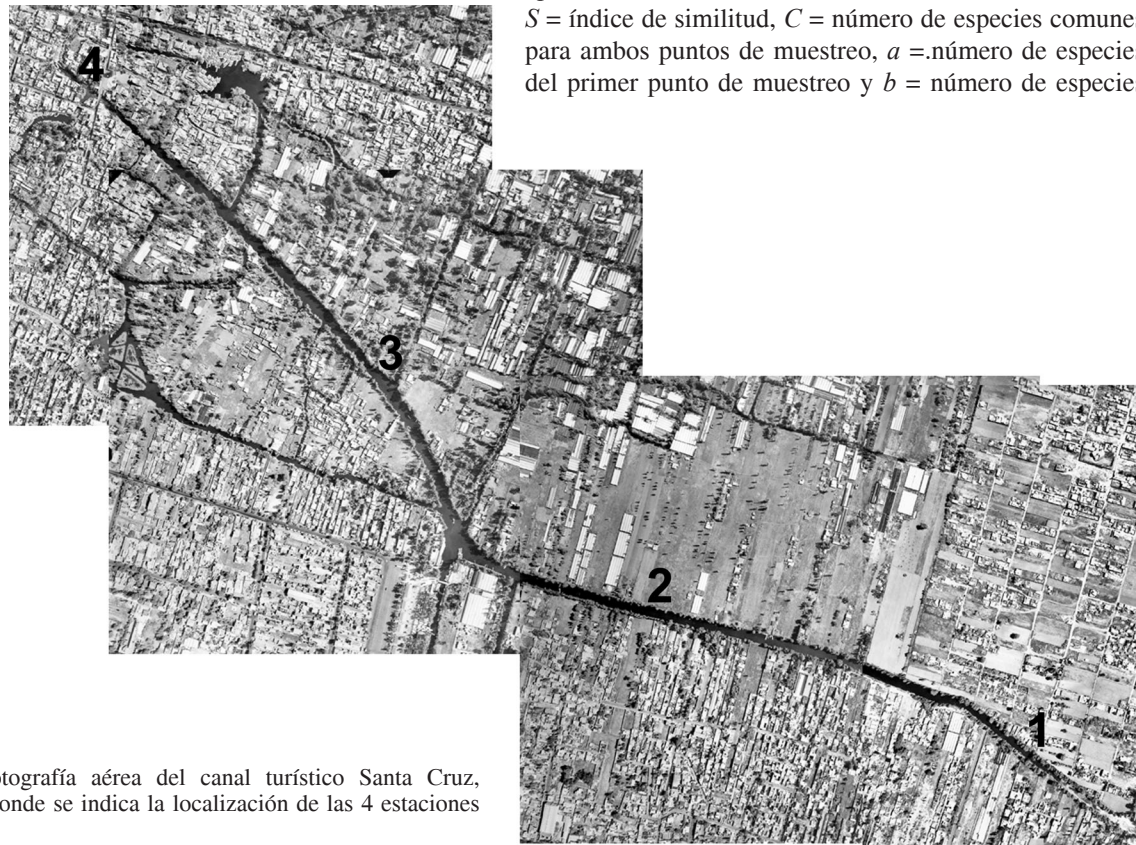 S = índice de similitud, C = número de especies comune
para ambos puntos de muestreo, a =.número de especie
del primer punto de muestreo y b = número de especie
4
3
2
1
otografía aérea del canal turístico Santa Cruz,
onde se indica la localización de las 4 estaciones